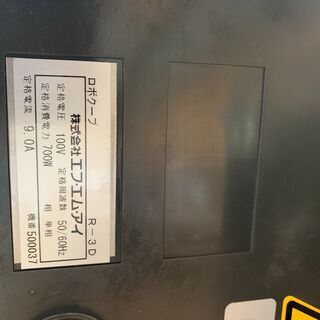 ロボクープ R-3D
株式会社エフ・エム・アイ
定格電圧 100V 定格周波数 50/60Hz
定格消費電力 700W 相 単相
定格電流 9.0A 機番 500037